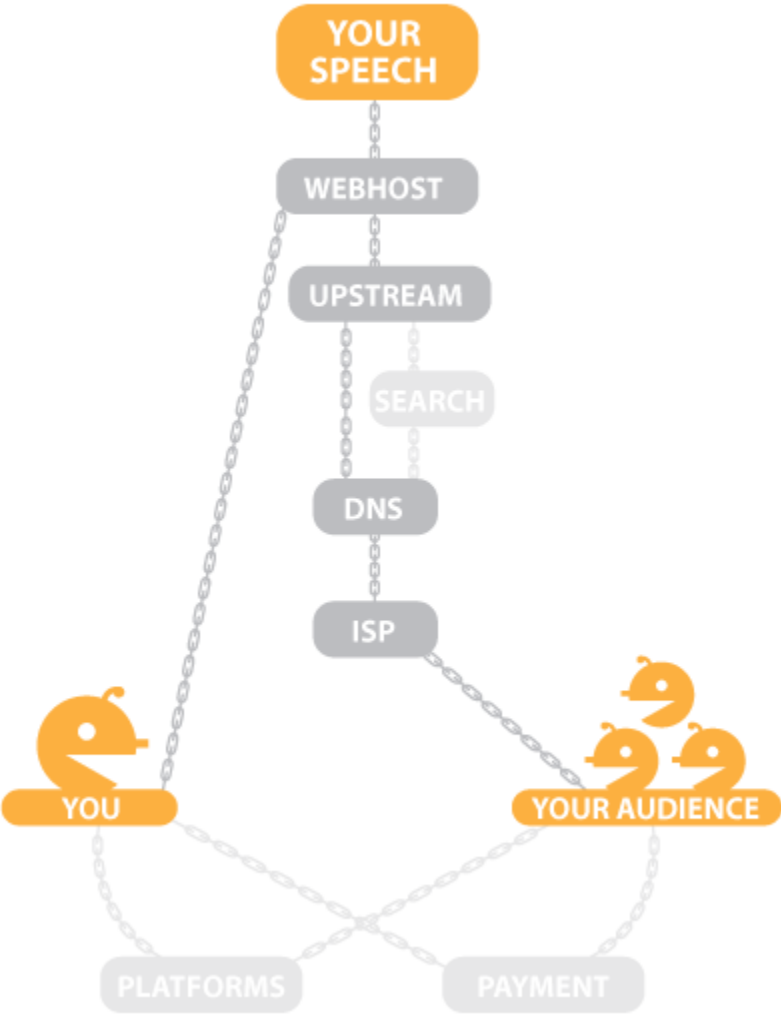 YOUR
SPEECH
WEBHOST
UPSTREAM
SEARCH
DNS
ISP
YOU
YOUR AUDIENCE
PLATFORMS
PAYMENT